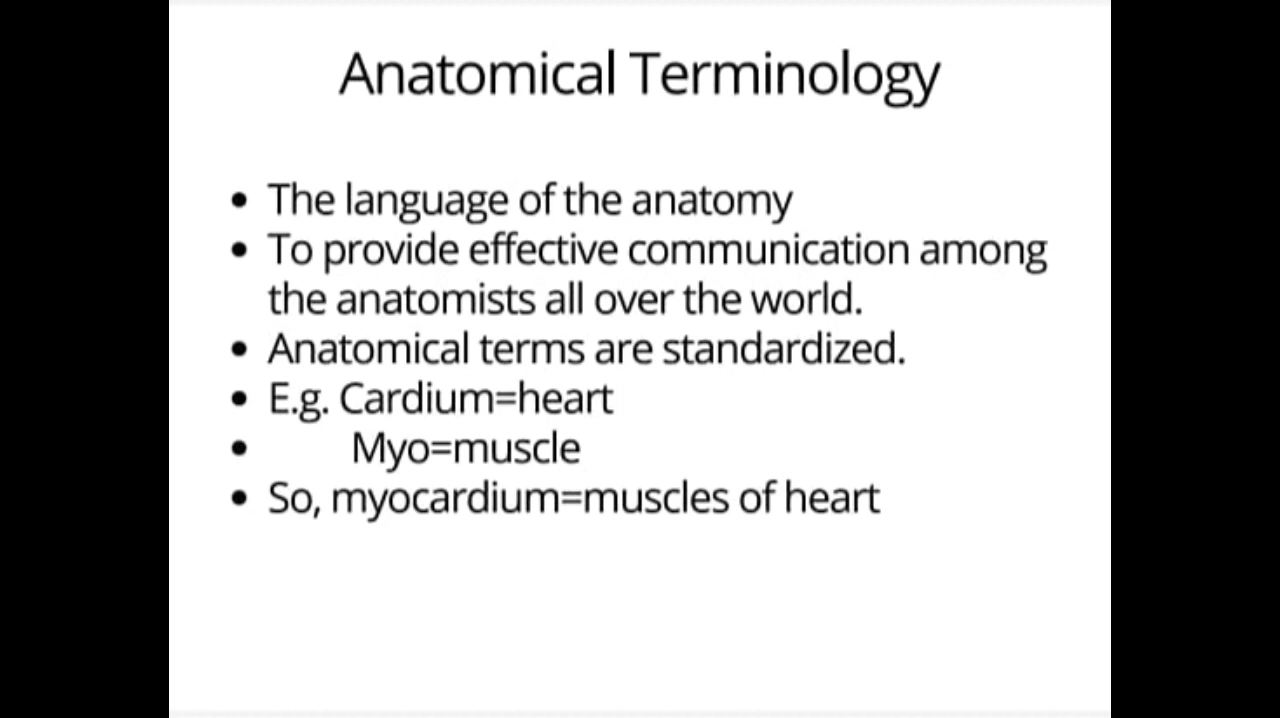 Anatomical Terminology
• The language of the anatomy
• To provide effective communication among
the anatomists all over the world.
• Anatomical terms are standardized.
• E.g. Cardium=heart
• Myo=muscle
• So, myocardium=muscles of heart